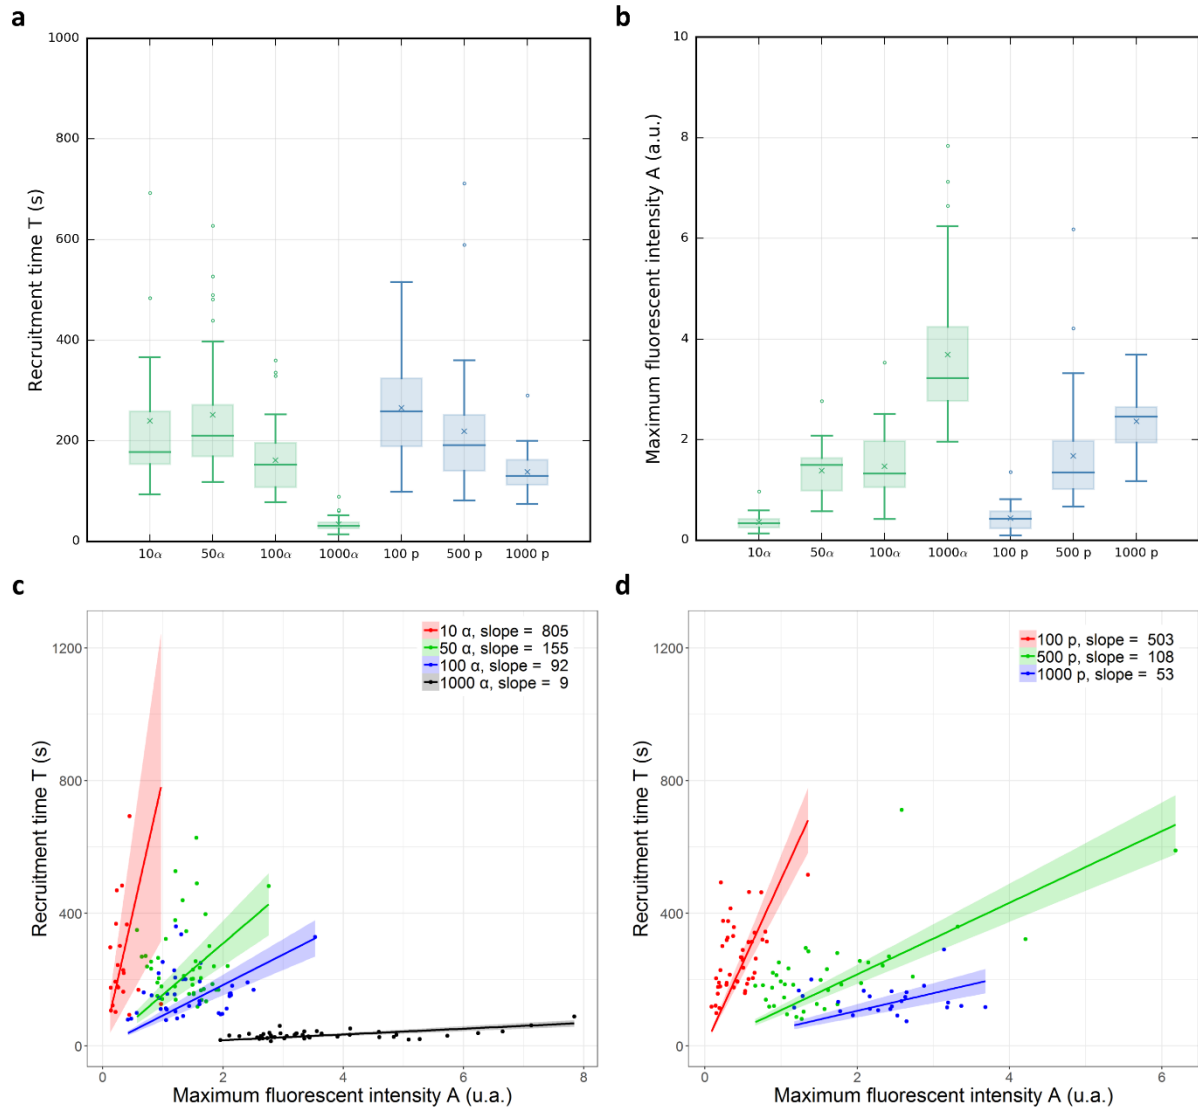 a
b
Recruitment time T (s)
1000
800
600
400
200
0
10α
50α
100α
1000α
100 p
500 p
1000 p
Maximum fluorescent intensity A (a.u.)
10
8
6
4
2
0
10α
50α
100α
1000α
100 p
500 p
1000 p
c
d
Recruitment time T (s)
1200
800
400
0
10 α, slope = 805
50 α, slope = 155
100 α, slope = 92
1000 α, slope = 9
0
2
4
6
8
Maximum fluorescent intensity A (u.a.)
Recruitment time T (s)
1200
800
400
0
100 p, slope = 503
500 p, slope = 108
1000 p, slope = 53
0
2
4
6
Maximum fluorescent intensity A (u.a.)